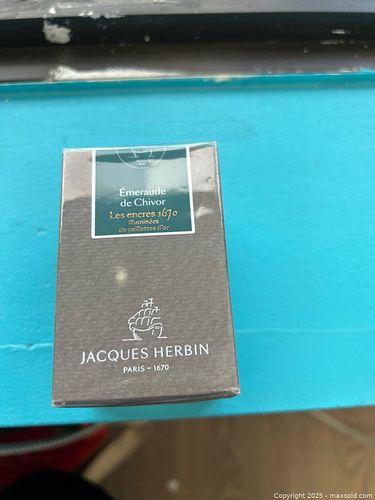 Émeraude
de Chivor
Les encres 1670
illuminées
de paillettes d'or
JACQUES HERBIN
PARIS – 1670
Copyright 2025 - maxsold.com